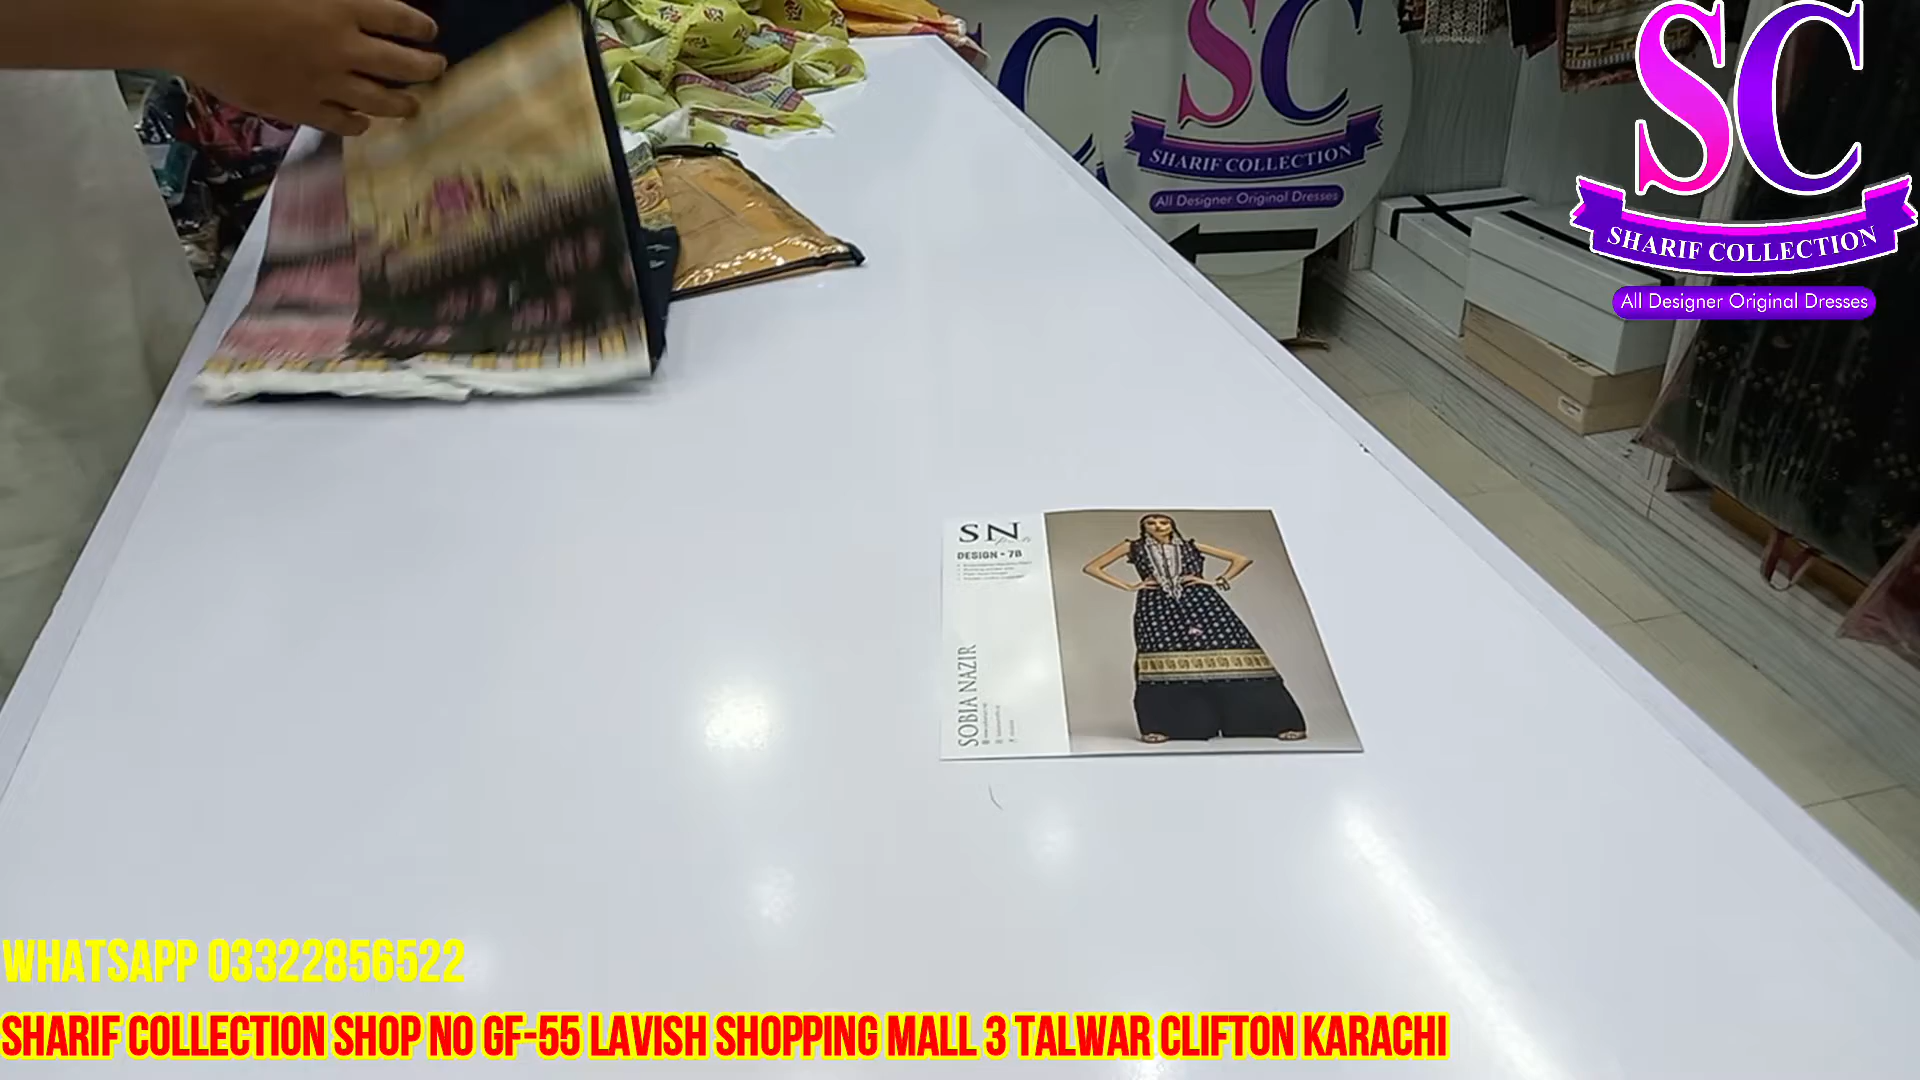 SC
SHARIF COLLECTION
All Designer Original Dresses
SC
SHARIF COLLECTION
All Designer Original Dresses
C
SN
DESIGN - 7B
SOBIA NAZIR
WHATSAPP 03322856522
SHARIF COLLECTION SHOP NO GF-55 LAVISH SHOPPING MALL 3 TALWAR CLIFTON KARACHI